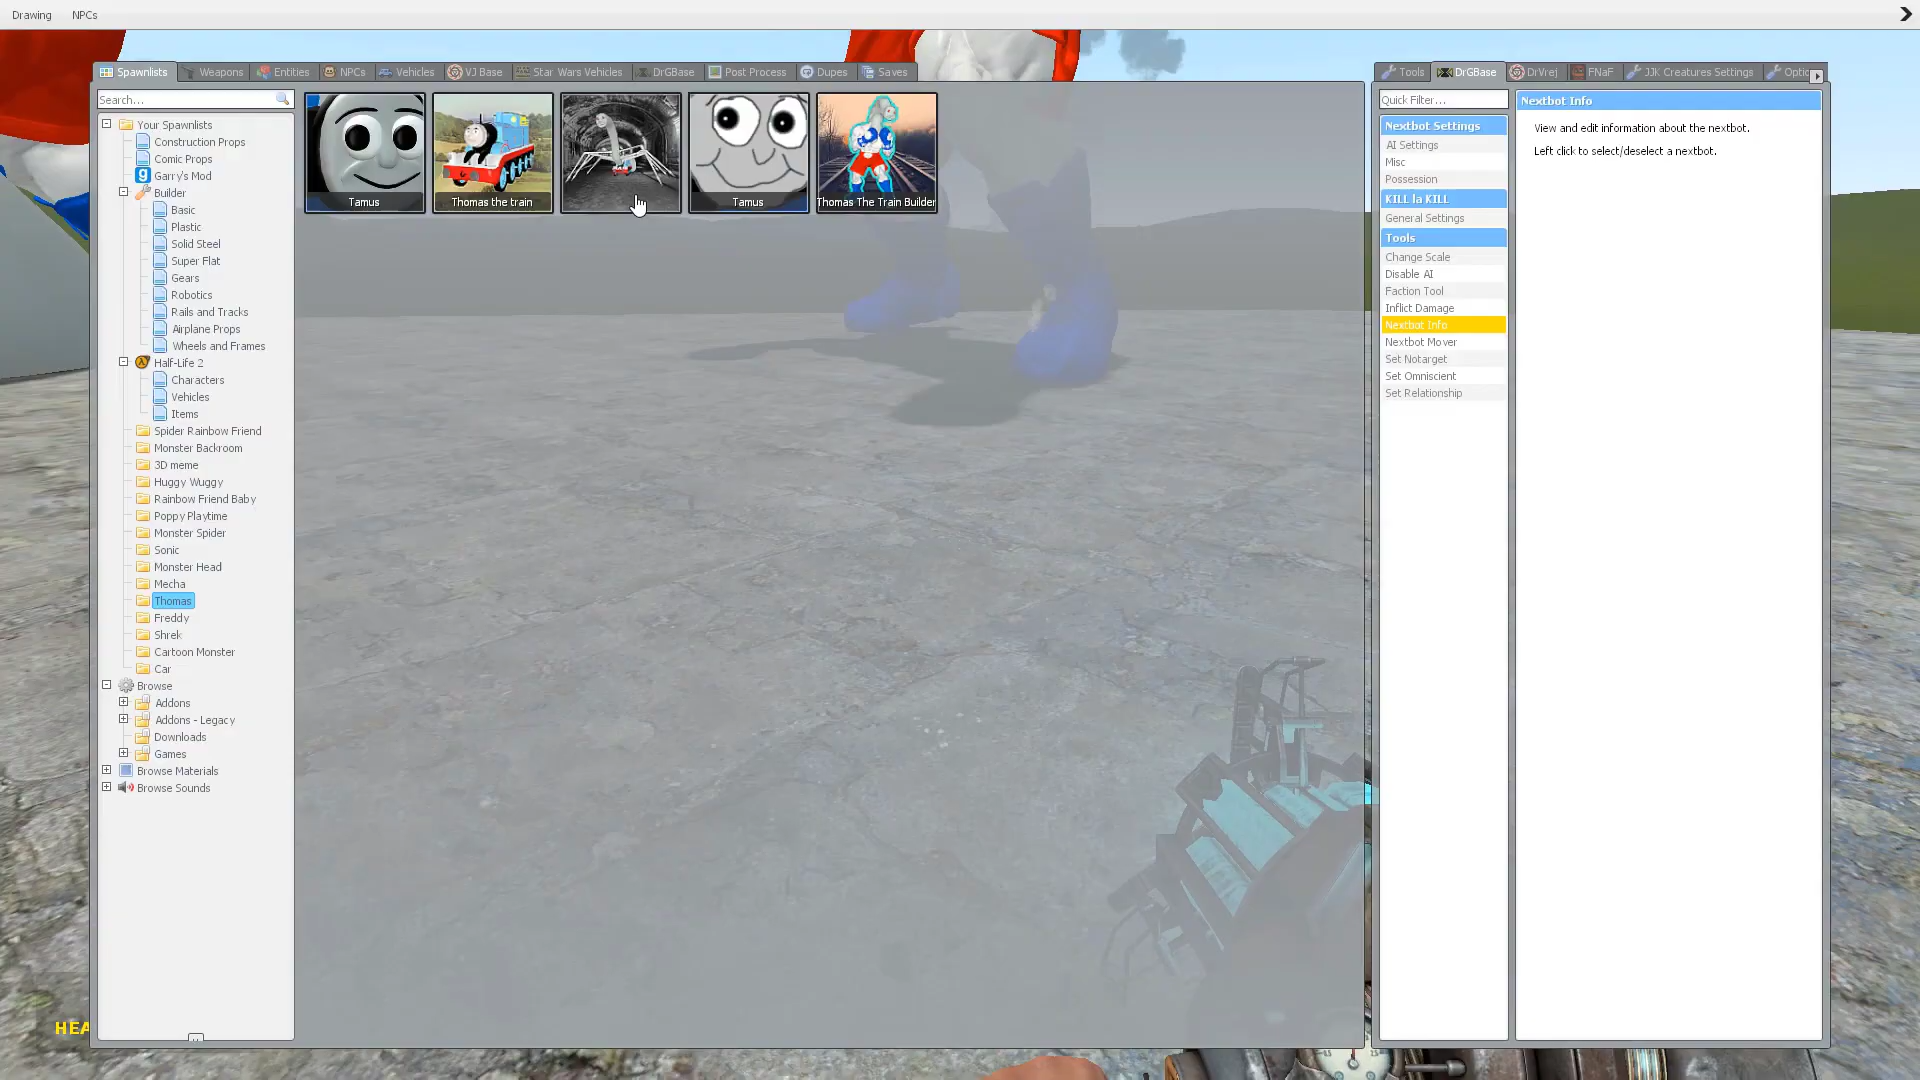 Drawing NPCs
Spawnlists Weapons Entities NPCs Vehicles VJ Base Star Wars Vehicles DrGBase Post Process Dupes Saves
Tools DrGBase DrVrej FNaF JJK Creatures Settings Optio
Search...
Your Spawnlists
Construction Props
Comic Props
Garry's Mod
Builder
Basic
Plastic
Solid Steel
Super Flat
Gears
Robotics
Rails and Tracks
Airplane Props
Wheels and Frames
Half-Life 2
Characters
Vehicles
Items
Spider Rainbow Friend
Monster Backroom
3D meme
Huggy Wuggy
Rainbow Friend Baby
Poppy Playtime
Monster Spider
Sonic
Monster Head
Mecha
Thomas
Freddy
Shrek
Cartoon Monster
Car
Browse
Addons
Addons - Legacy
Downloads
Games
Browse Materials
Browse Sounds
Tamus
Thomas the train
Tamus
Thomas The Train Builder
Quick Filter...
Nextbot Settings
AI Settings
Misc
Possession
KILL la KILL
General Settings
Tools
Change Scale
Disable AI
Faction Tool
Inflict Damage
Nextbot Info
Nextbot Mover
Set Notarget
Set Omniscient
Set Relationship
Nextbot Info
View and edit information about the nextbot.
Left click to select/deselect a nextbot.
HEA